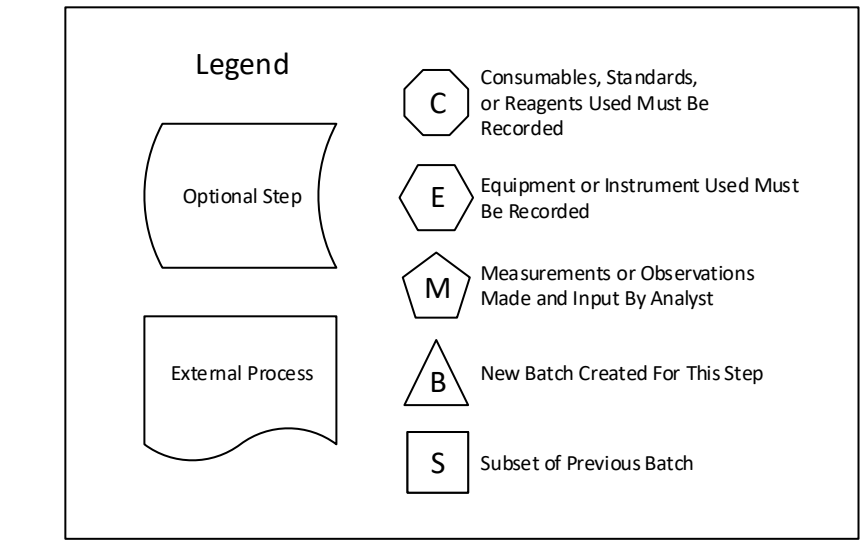 Legend
Optional Step
External Process
C
Consumables, Standards,
or Reagents Used Must Be
Recorded
E
Equipment or Instrument Used Must
Be Recorded
M
Measurements or Observations
Made and Input By Analyst
B
New Batch Created For This Step
S
Subset of Previous Batch